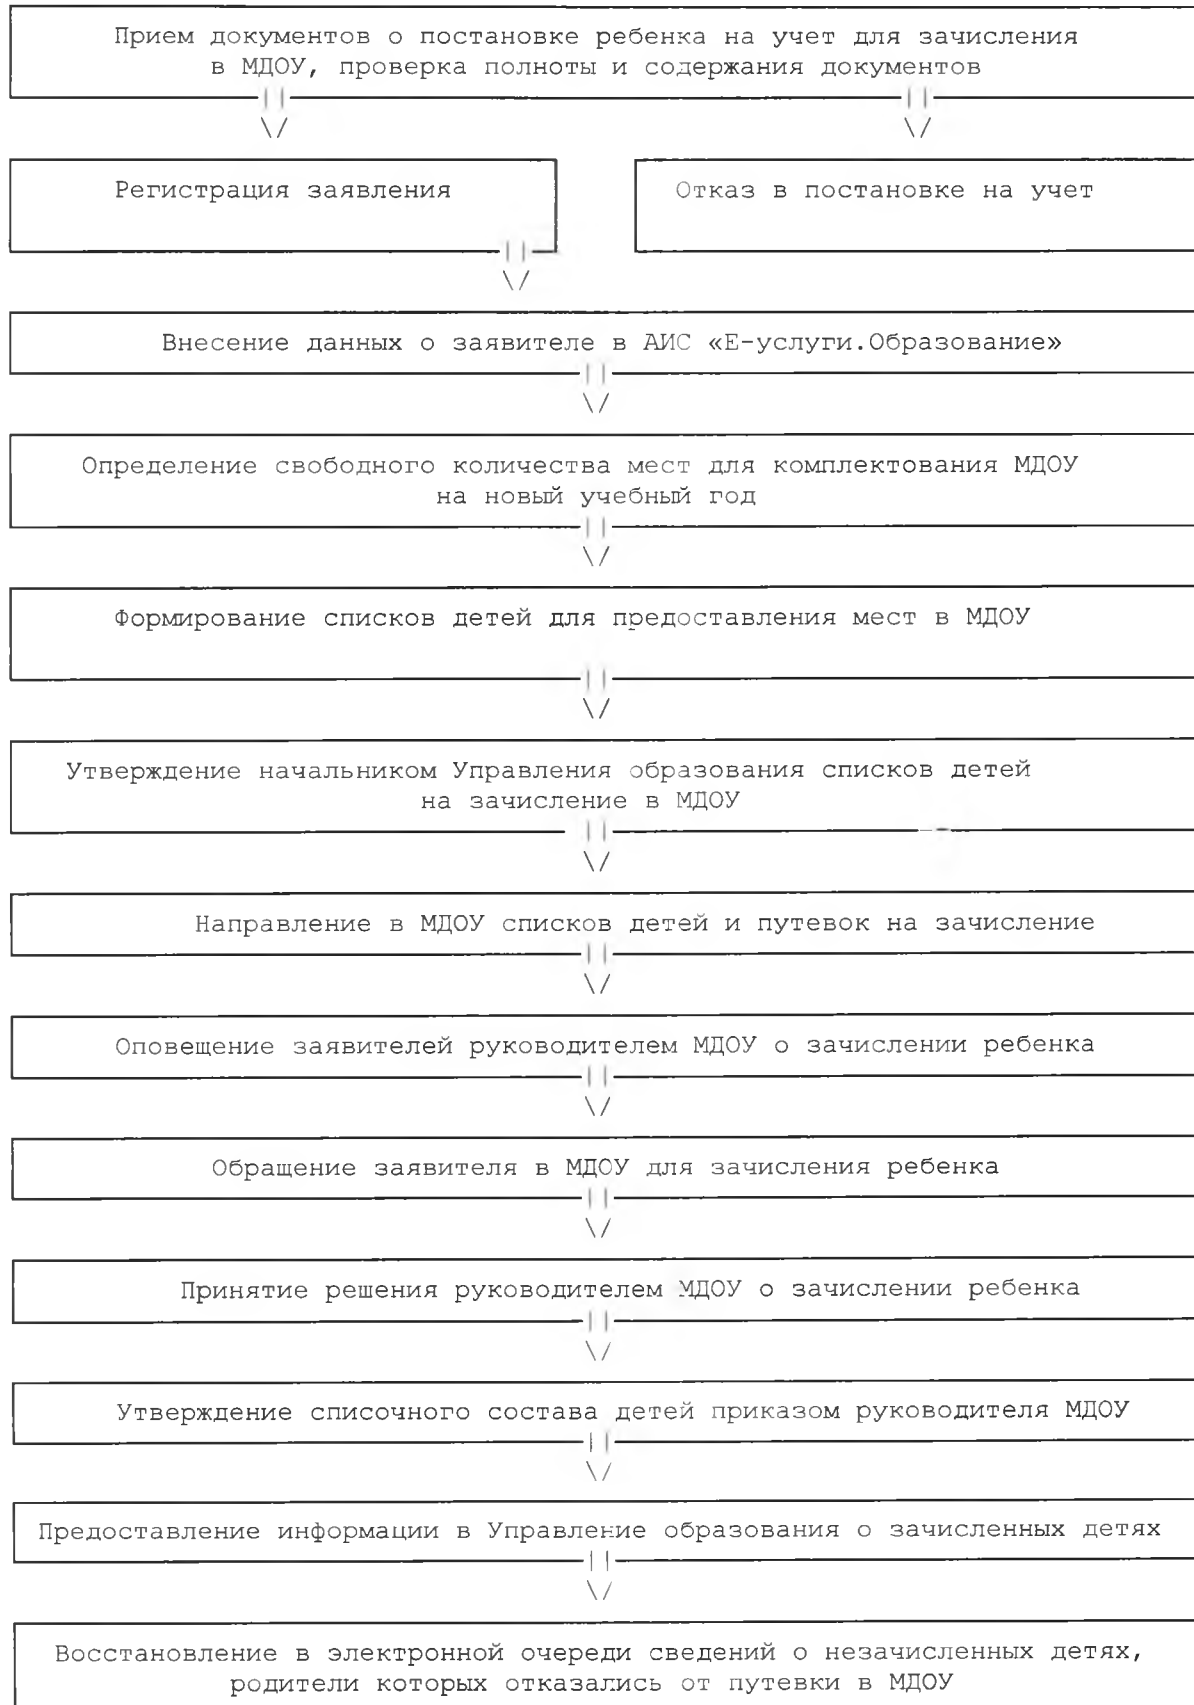 Прием документов о постановке ребенка на учет для зачисления
в МДОУ, проверка полноты и содержания документов
Регистрация заявления
Отказ в постановке на учет
Внесение данных о заявителе в АИС «Е-услуги.Образование»
Определение свободного количества мест для комплектования МДОУ
на новый учебный год
Формирование списков детей для предоставления мест в МДОУ
Утверждение начальником Управления образования списков детей
на зачисление в МДОУ
Направление в МДОУ списков детей и путевок на зачисление
Оповещение заявителей руководителем МДОУ о зачислении ребенка
Обращение заявителя в МДОУ для зачисления ребенка
Принятие решения руководителем МДОУ о зачислении ребенка
Утверждение списочного состава детей приказом руководителя МДОУ
Предоставление информации в Управление образования о зачисленных детях
Восстановление в электронной очереди сведений о незачисленных детях,
родители которых отказались от путевки в МДОУ